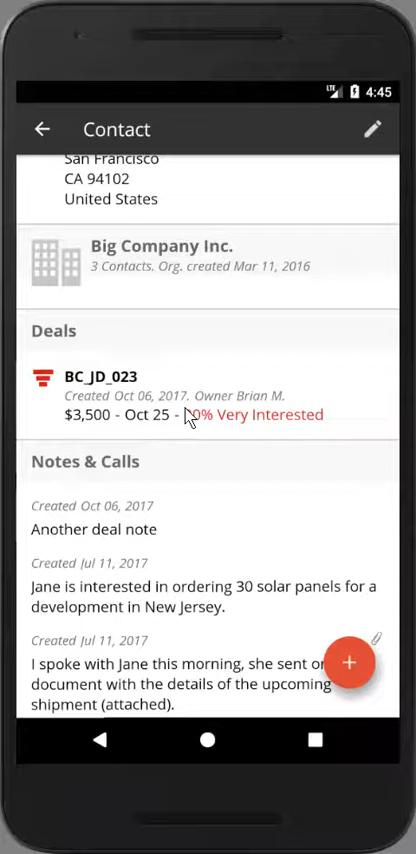 LTE 4:45
Contact
San Francisco
CA 94102
United States
Big Company Inc.
3 Contacts. Org. created Mar 11, 2016
Deals
BC_JD_023
Created Oct 06, 2017. Owner Brian M.
$3,500 - Oct 25 - 0% Very Interested
Notes & Calls
Created Oct 06, 2017
Another deal note
Created Jul 11, 2017
Jane is interested in ordering 30 solar panels for a
development in New Jersey.
Created Jul 11, 2017
I spoke with Jane this morning, she sent
document with the details of the upcoming
shipment (attached).